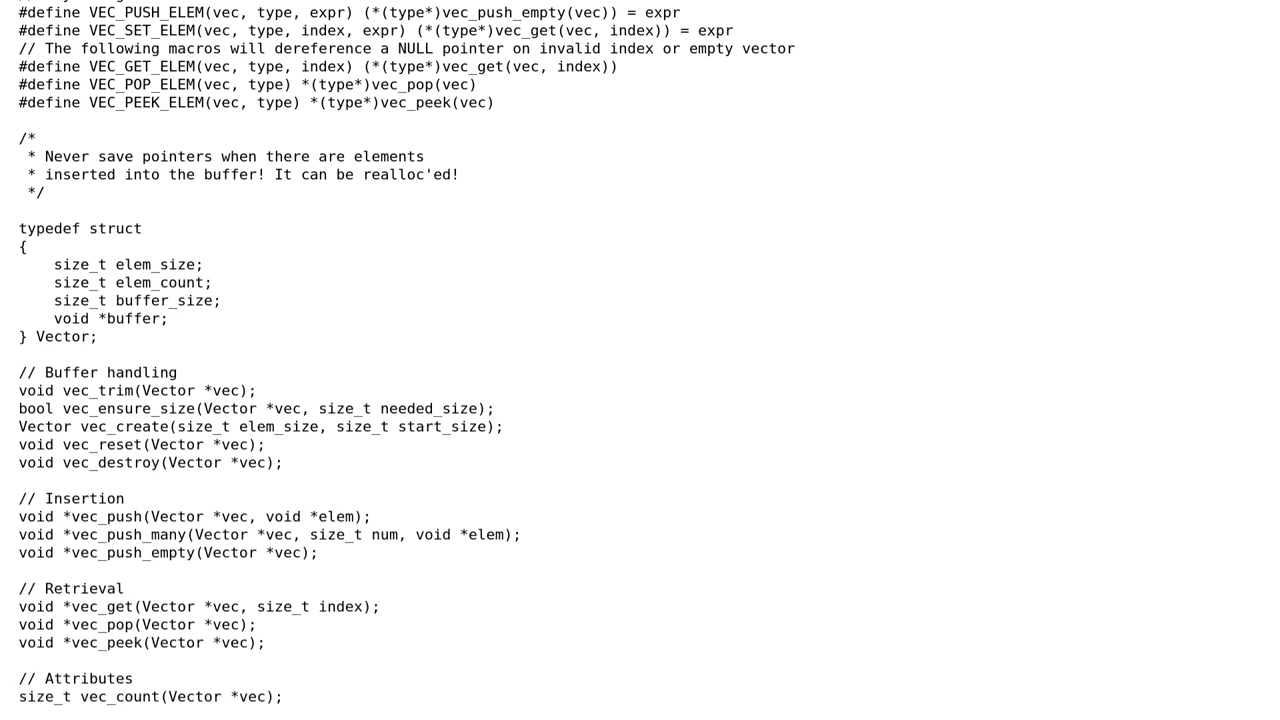 #define VEC_PUSH_ELEM(vec, type, expr) (*(type*)vec_push_empty(vec)) = expr
#define VEC_SET_ELEM(vec, type, index, expr) (*(type*)vec_get(vec, index)) = expr
// The following macros will dereference a NULL pointer on invalid index or empty vector
#define VEC_GET_ELEM(vec, type, index) (*(type*)vec_get(vec, index))
#define VEC_POP_ELEM(vec, type) *(type*)vec_pop(vec)
#define VEC_PEEK_ELEM(vec, type) *(type*)vec_peek(vec)

/*
 * Never save pointers when there are elements
 * inserted into the buffer! It can be realloc'ed!
 */

typedef struct
{
    size_t elem_size;
    size_t elem_count;
    size_t buffer_size;
    void *buffer;
} Vector;

// Buffer handling
void vec_trim(Vector *vec);
bool vec_ensure_size(Vector *vec, size_t needed_size);
Vector vec_create(size_t elem_size, size_t start_size);
void vec_reset(Vector *vec);
void vec_destroy(Vector *vec);

// Insertion
void *vec_push(Vector *vec, void *elem);
void *vec_push_many(Vector *vec, size_t num, void *elem);
void *vec_push_empty(Vector *vec);

// Retrieval
void *vec_get(Vector *vec, size_t index);
void *vec_pop(Vector *vec);
void *vec_peek(Vector *vec);

// Attributes
size_t vec_count(Vector *vec);